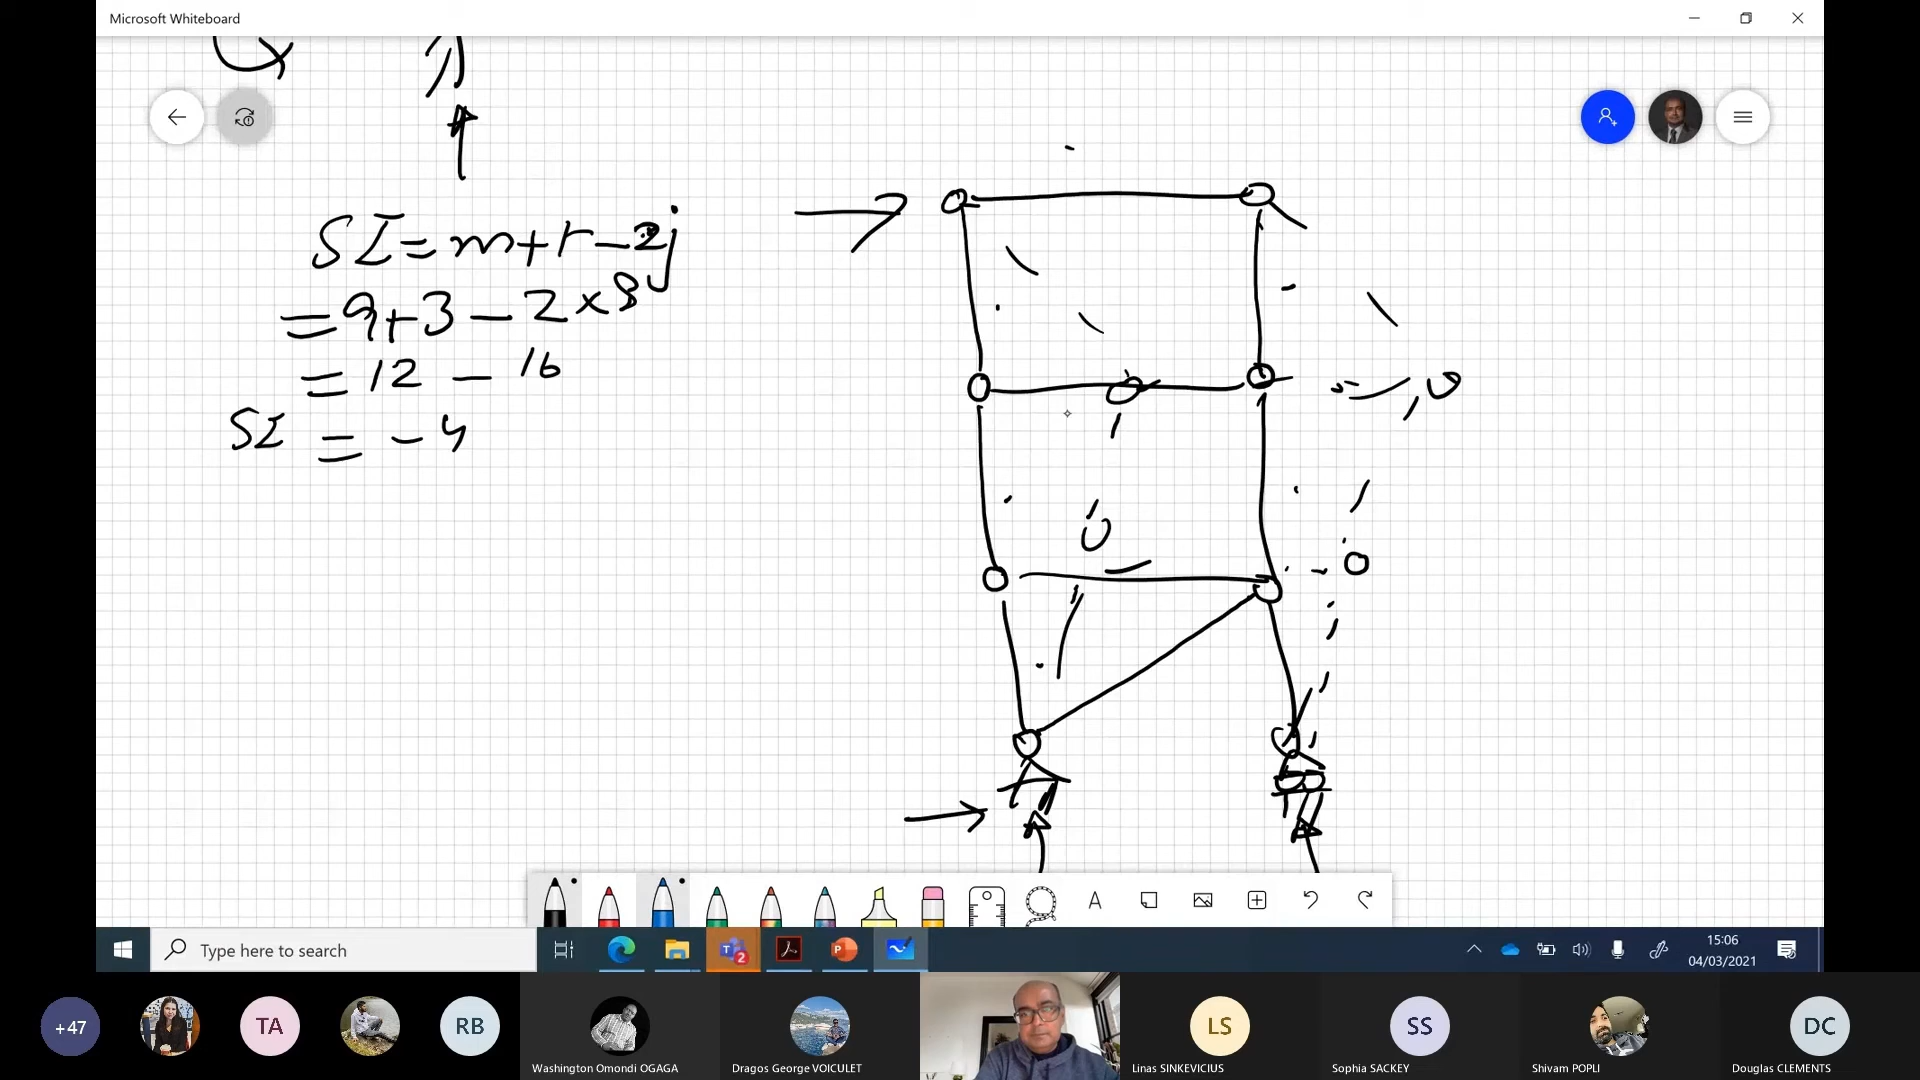 Microsoft Whiteboard
SI = m + r - 2j
= 9 + 3 - 2 × 8
= 12 - 16
SI = - 4
A
Type here to search
2
15:06
04/03/2021
+47
TA
RB
LS
SS
DC
Washington Omondi OGAGA
Dragos George VOICULET
Linas SINKEVICIUS
Sophia SACKEY
Shivam POPLI
Douglas CLEMENTS